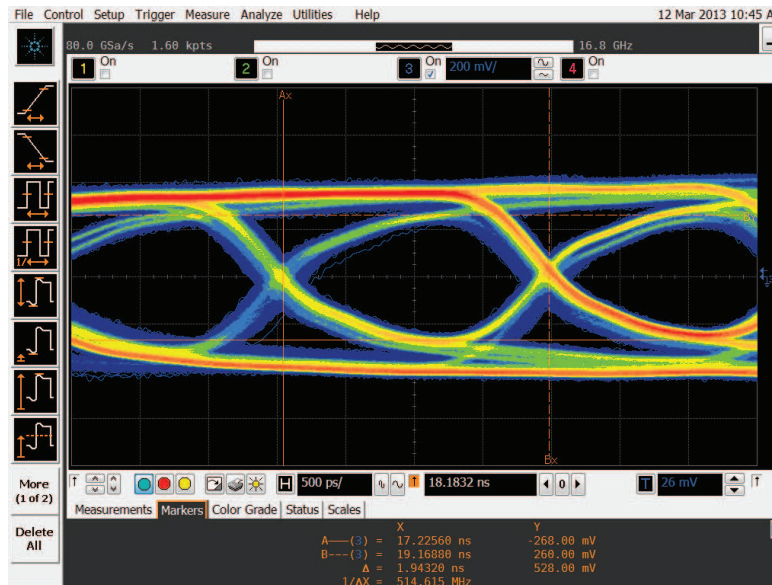 File Control Setup Trigger Measure Analyze Utilities Help 12 Mar 2013 10:45 A
80.0 GSa/s 1.60 kpts 16.8 GHz
1 On 2 On 3 On 200 mV/ 4 On
Ax
By
Bx
1/
More
(1 of 2)
Delete
All
H 500 ps/ 18.1832 ns 0 T 26 mV
Measurements Markers Color Grade Status Scales
X Y
A---(3) = 17.22560 ns -268.00 mV
B---(3) = 19.16880 ns 260.00 mV
Δ = 1.94320 ns 528.00 mV
1/ΔX = 514.615 MHz